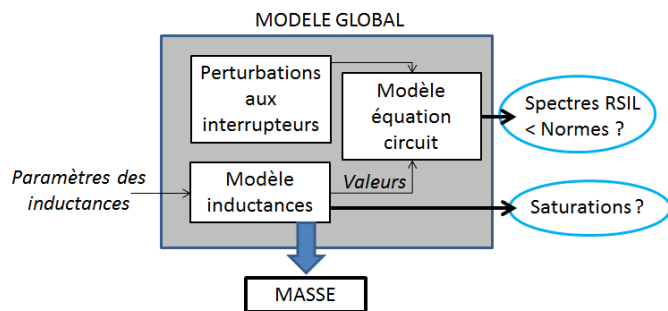 MODELE GLOBAL
Perturbations
aux
interrupteurs
Modèle
équation
circuit
Spectres RSIL
< Normes ?
Paramètres des
inductances
Modèle
inductances
Valeurs
Saturations ?
MASSE